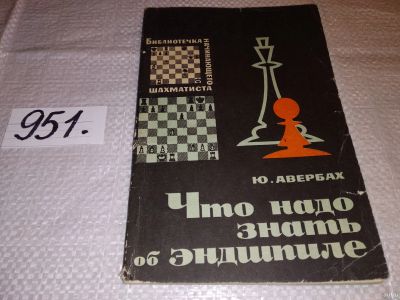 951.
БИБЛИОТЕЧКА
НАЧИНАЮЩЕГО
ШАХМАТИСТА
Ю. АВЕРБАХ
Что надо
знать
об эндшпиле